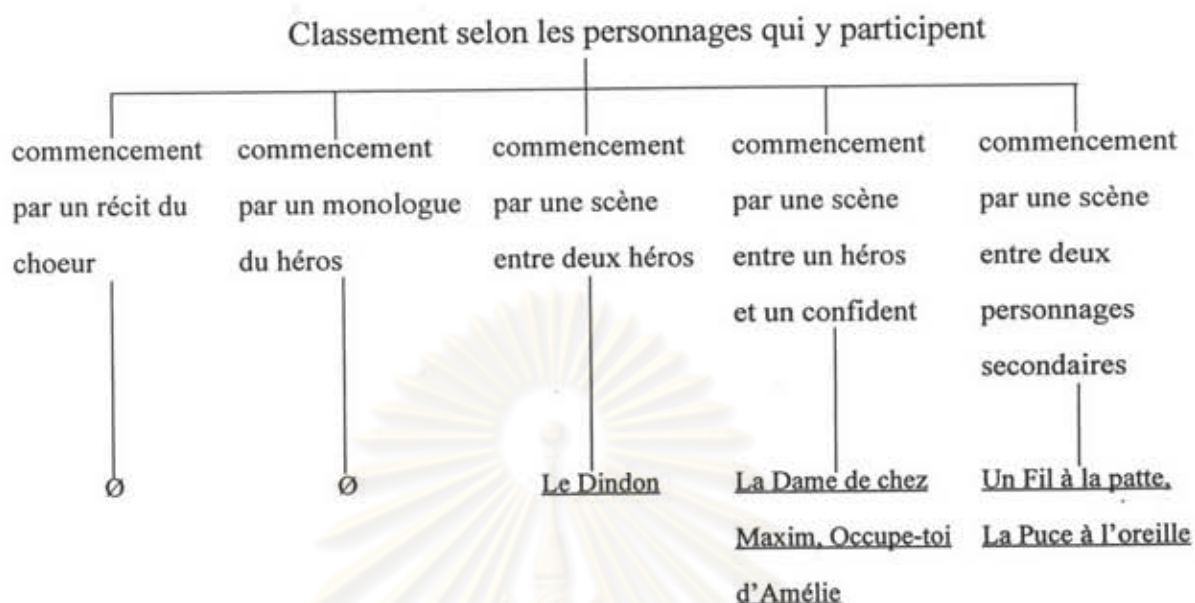 Classement selon les personnages qui y participent
commencement
par un récit du
choeur
Ø
commencement
par un monologue
du héros
Ø
commencement
par une scène
entre deux héros
Le Dindon
commencement
par une scène
entre un héros
et un confident
La Dame de chez
Maxim, Occupe-toi
d'Amélie
commencement
par une scène
entre deux
personnages
secondaires
Un Fil à la patte,
La Puce à l'oreille